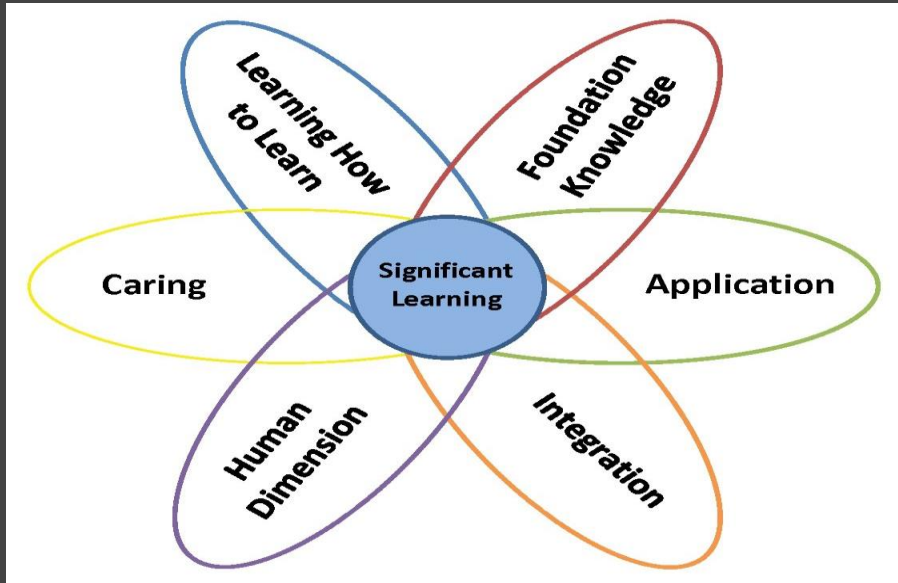 Learning How
to Learn
Foundation
Knowledge
Caring
Significant
Learning
Application
Human
Dimension
Integration